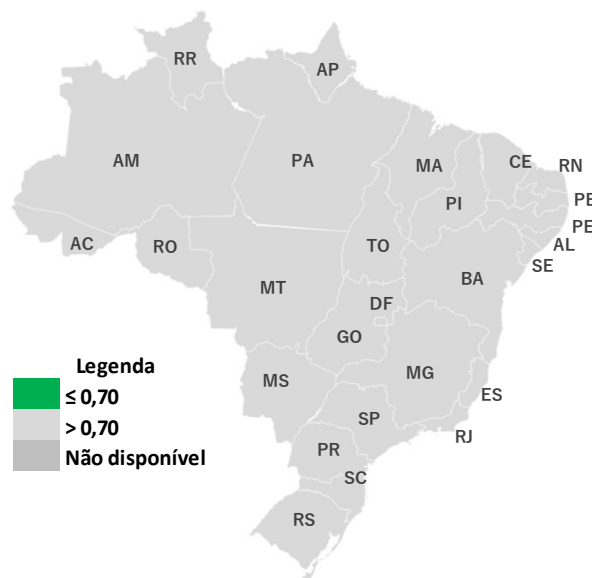 RR
AP
AM
PA
MA
CE
RN
PI
PE
PE
AL
SE
AC
RO
TO
BA
MT
DF
GO
MG
ES
MS
SP
RJ
PR
SC
RS
Legenda
≤ 0,70
> 0,70
Não disponível